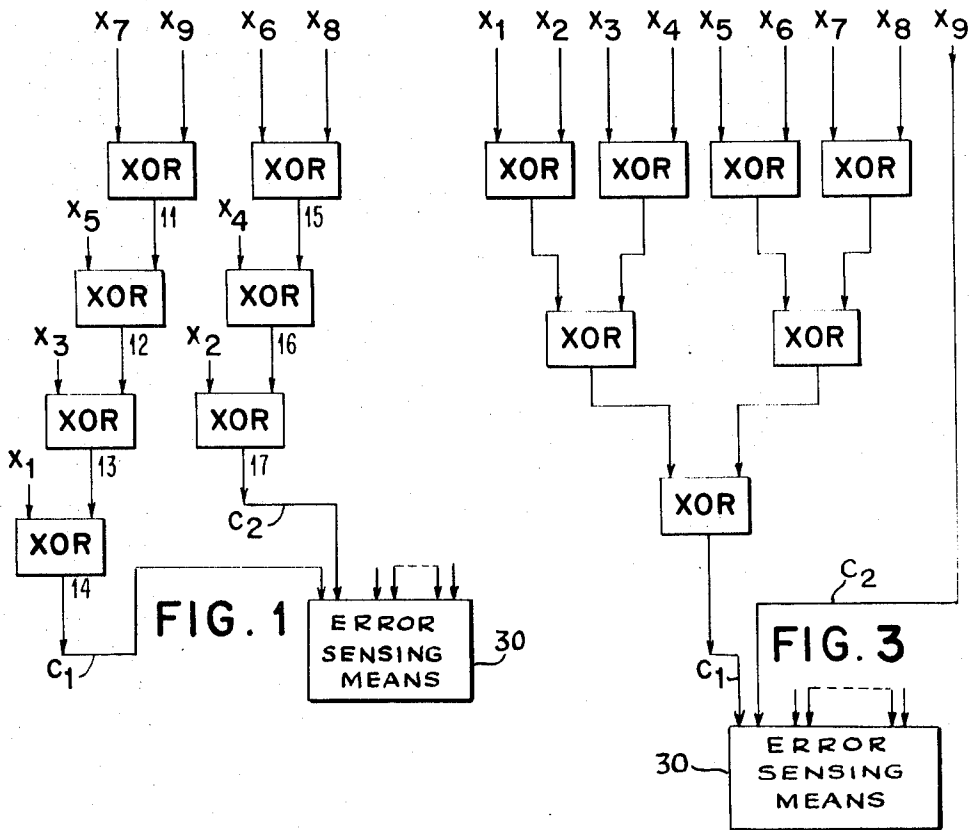 X7 X9 X6 X8
XOR XOR
11 15
X5 X4
XOR XOR
12 16
X3 X2
XOR XOR
13 17
X1
XOR
14
C2
C1
FIG. 1
ERROR
SENSING
MEANS
30
X1 X2 X3 X4 X5 X6 X7 X8 X9
XOR XOR XOR XOR
XOR XOR
XOR
C2
C1
FIG. 3
ERROR
SENSING
MEANS
30